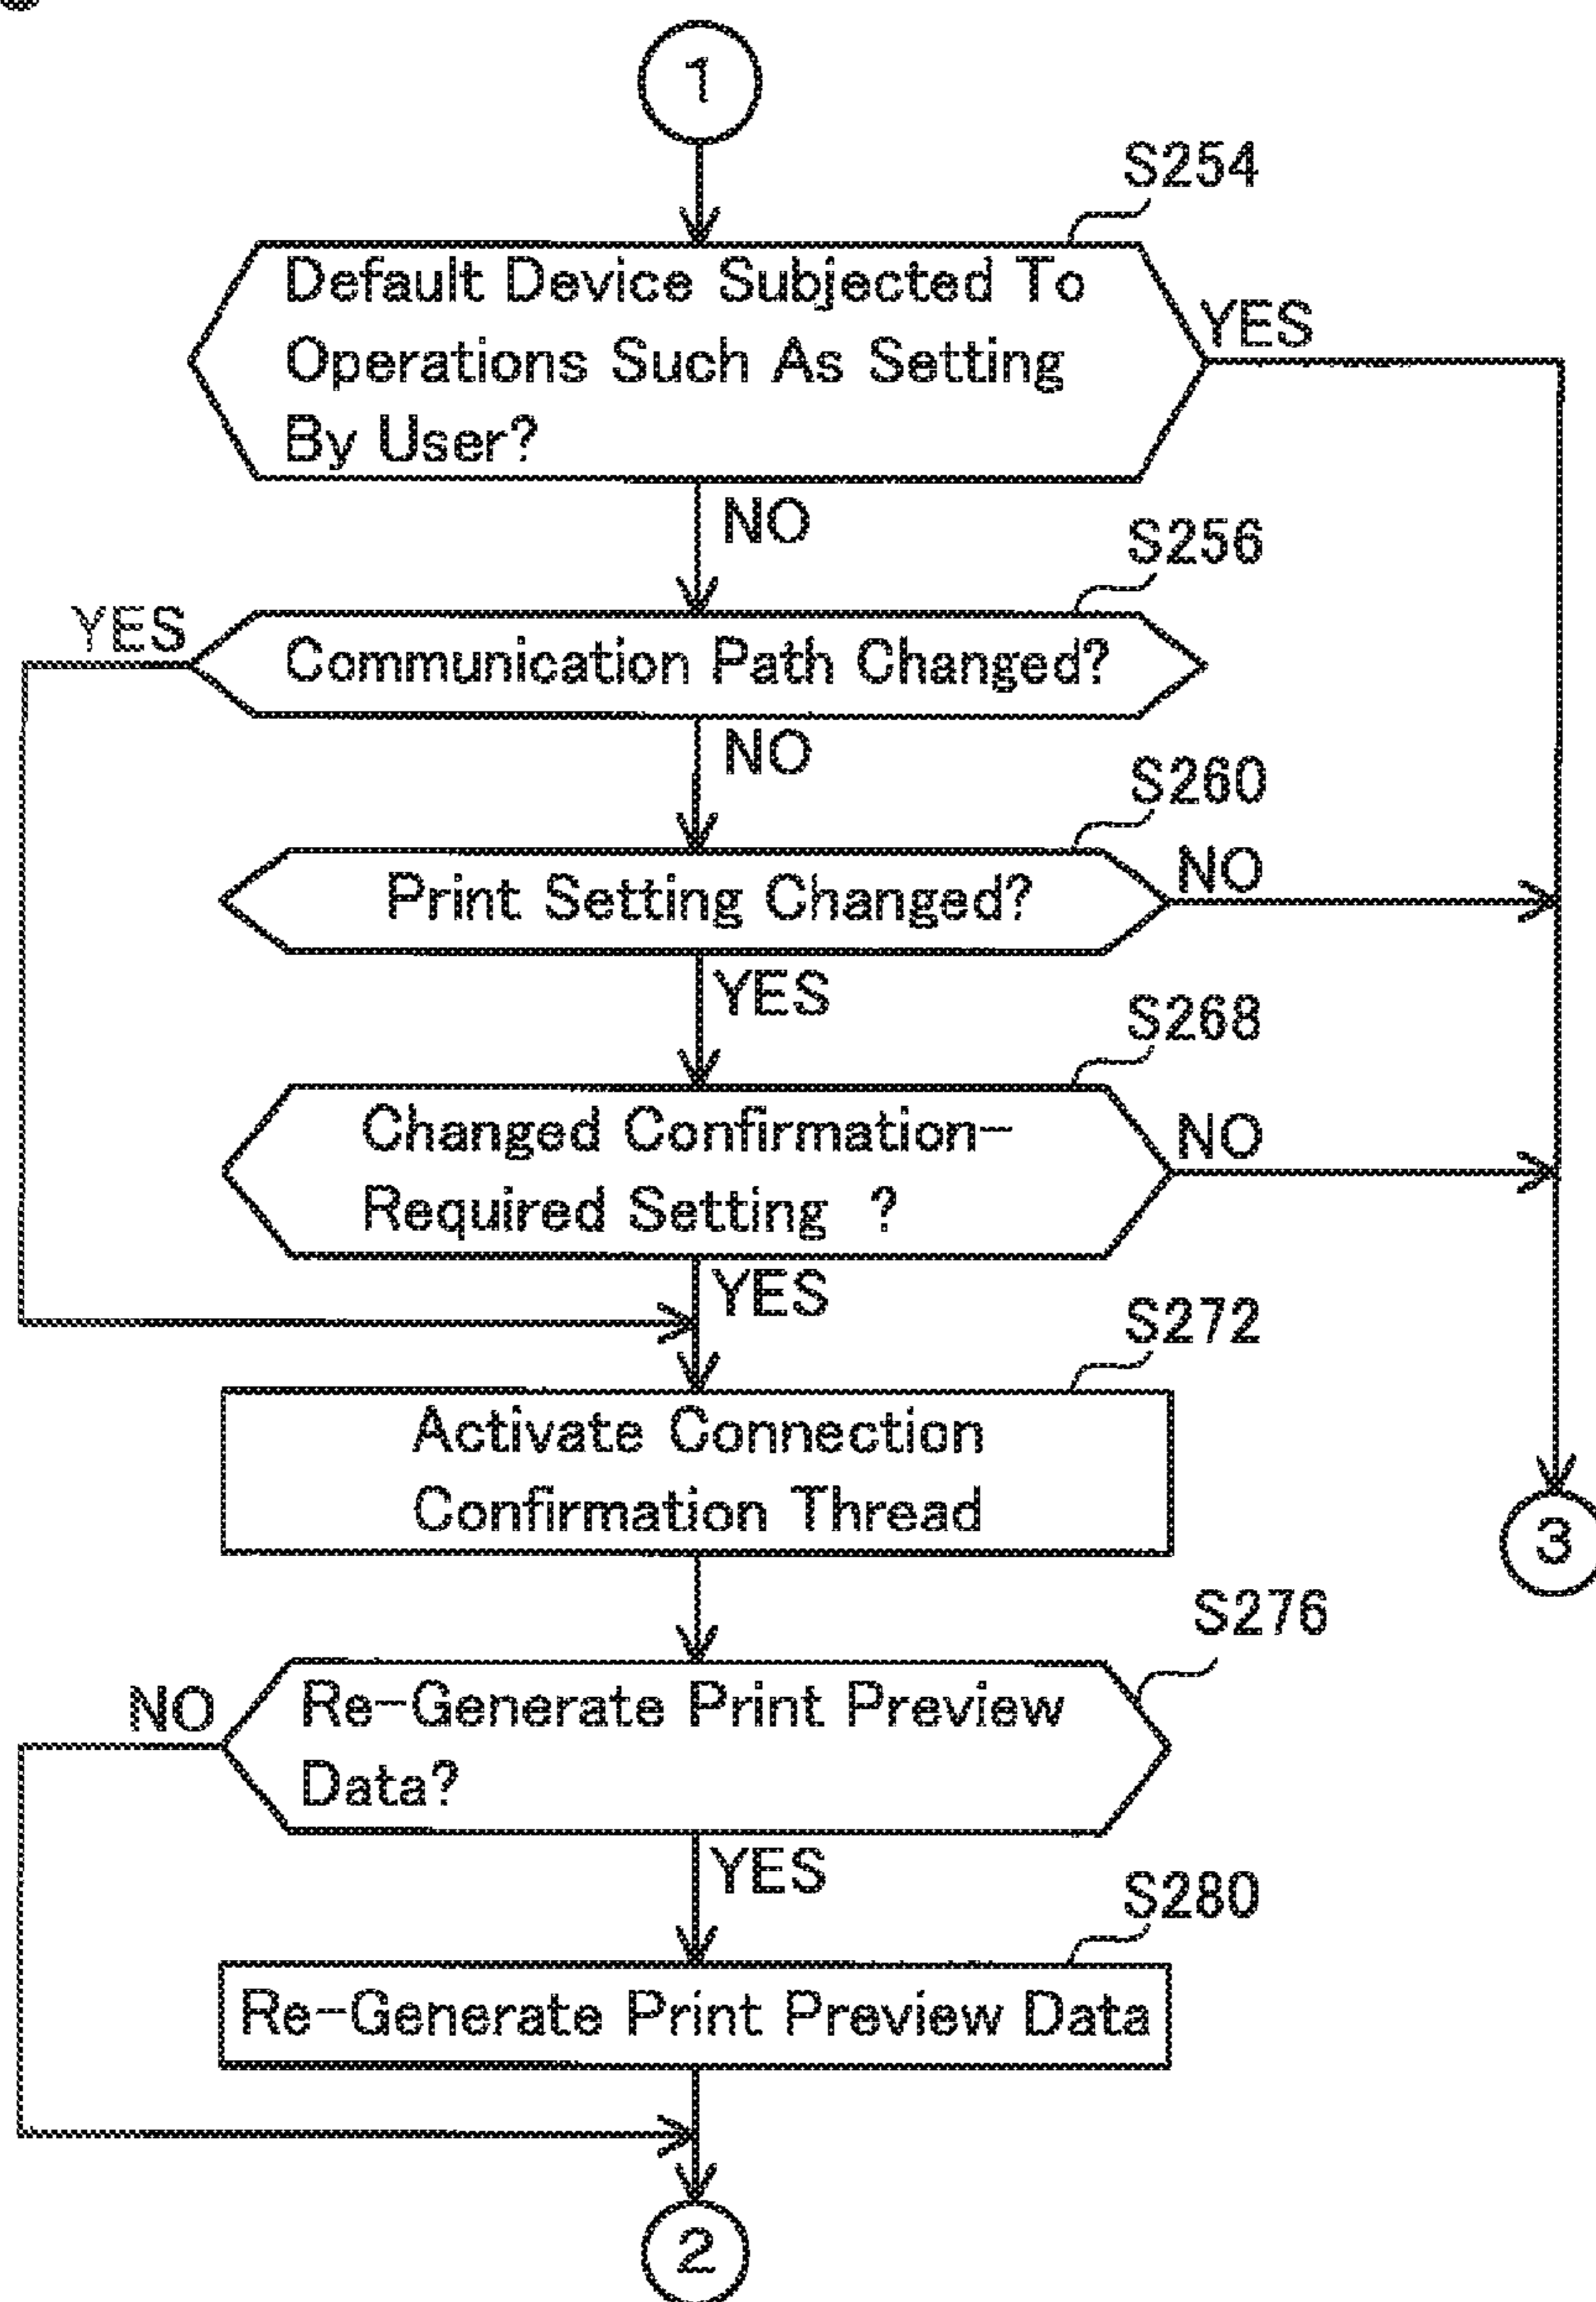 1
S254
Default Device Subjected To
Operations Such As Setting
By User?
YES
NO
S256
YES
Communication Path Changed?
NO
S260
Print Setting Changed?
NO
YES
S268
Changed Confirmation-
Required Setting ?
NO
YES
S272
Activate Connection
Confirmation Thread
3
S276
NO
Re-Generate Print Preview
Data?
YES
S280
Re-Generate Print Preview Data
2